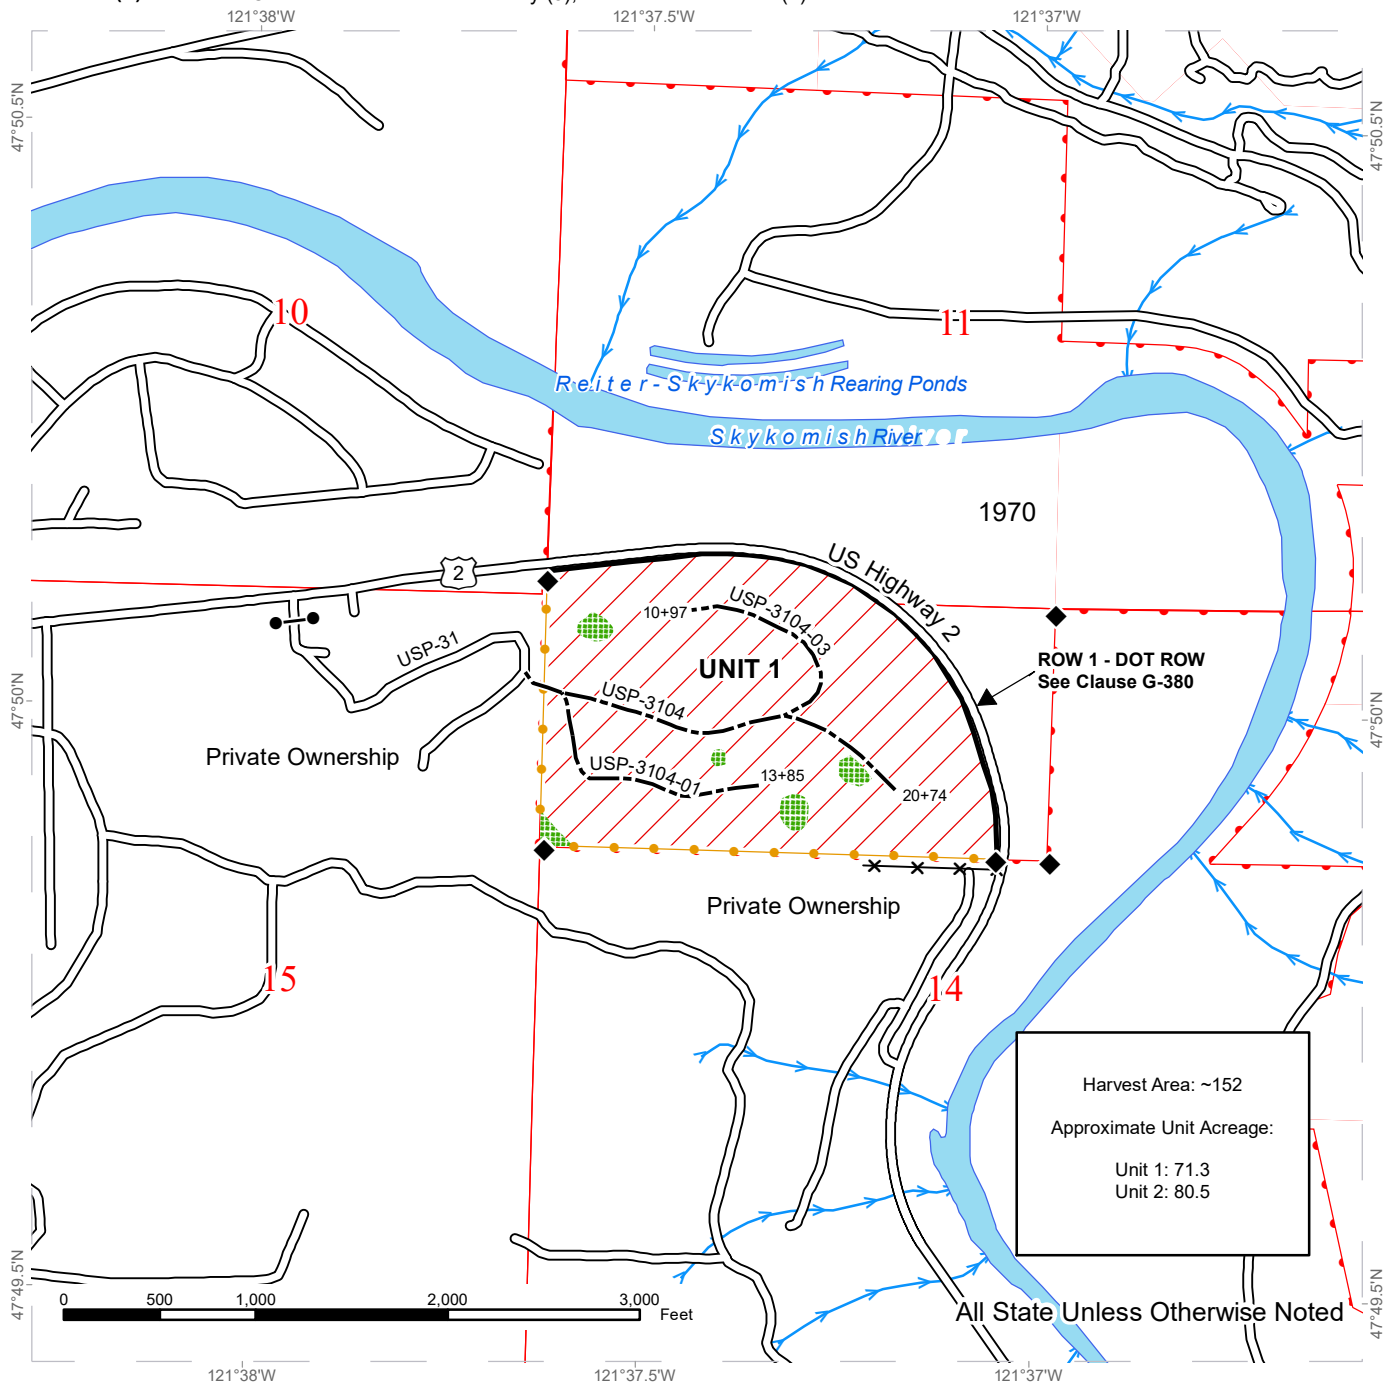 121°38'W
121°37.5'W
121°37'W
47°50.5'N
47°50.5'N
10
11
Reiter-Skykomish Rearing Ponds
Skykomish River
1970
US Highway 2
2
10+97
USP-3104-03
USP-31
UNIT 1
ROW 1 - DOT ROW
See Clause G-380
USP-3104
47°50'N
47°50'N
Private Ownership
USP-3104-01
13+85
20+74
Private Ownership
15
14
Harvest Area: ~152
Approximate Unit Acreage:
Unit 1: 71.3
Unit 2: 80.5
47°49.5'N
47°49.5'N
0 500 1,000 2,000 3,000
Feet
All State Unless Otherwise Noted
121°38'W
121°37.5'W
121°37'W